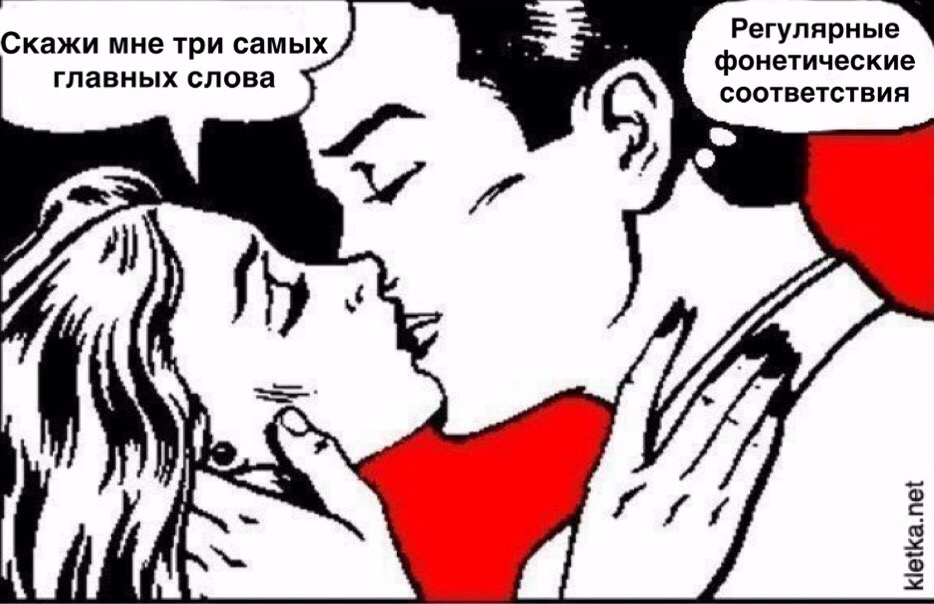 Скажи мне три самых
главных слова
Регулярные
фонетические
соответствия
kletka.net